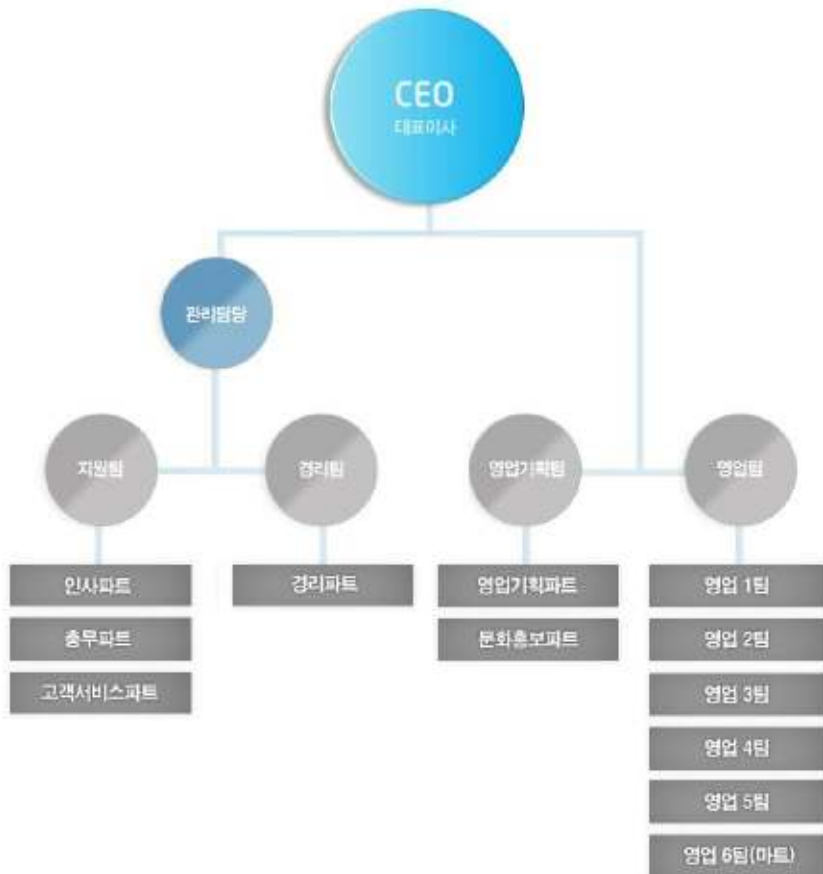 CEO
대표이사
관리담당
지원팀
경리팀
영업기획팀
영업팀
인사파트
경리파트
영업기획파트
영업 1팀
총무파트
문화홍보파트
영업 2팀
고객서비스파트
영업 3팀
영업 4팀
영업 5팀
영업 6팀(마트)